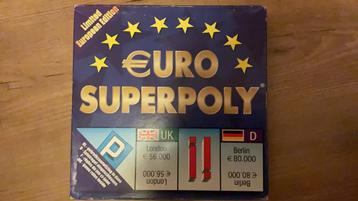 Limited
European Edition
€URO
SUPERPOLY
P
UK
D
London
€ 56.000
Berlin
€ 80.000
€ 56.000
London
€ 80.000
Berlin